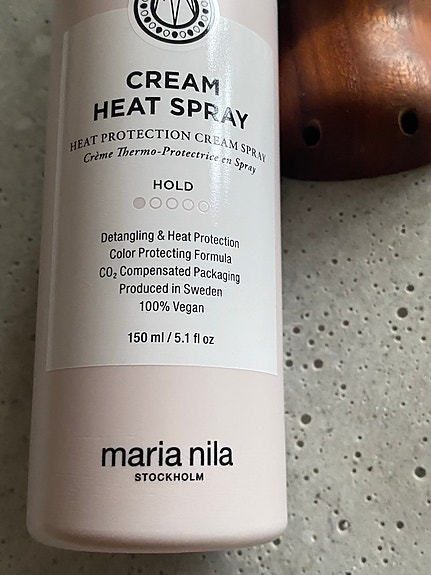 CREAM
HEAT SPRAY
HEAT PROTECTION CREAM SPRAY
Crème Thermo-Protectrice en Spray
HOLD
Detangling & Heat Protection
Color Protecting Formula
CO₂ Compensated Packaging
Produced in Sweden
100% Vegan
150 ml / 5.1 fl oz
maria nila
STOCKHOLM